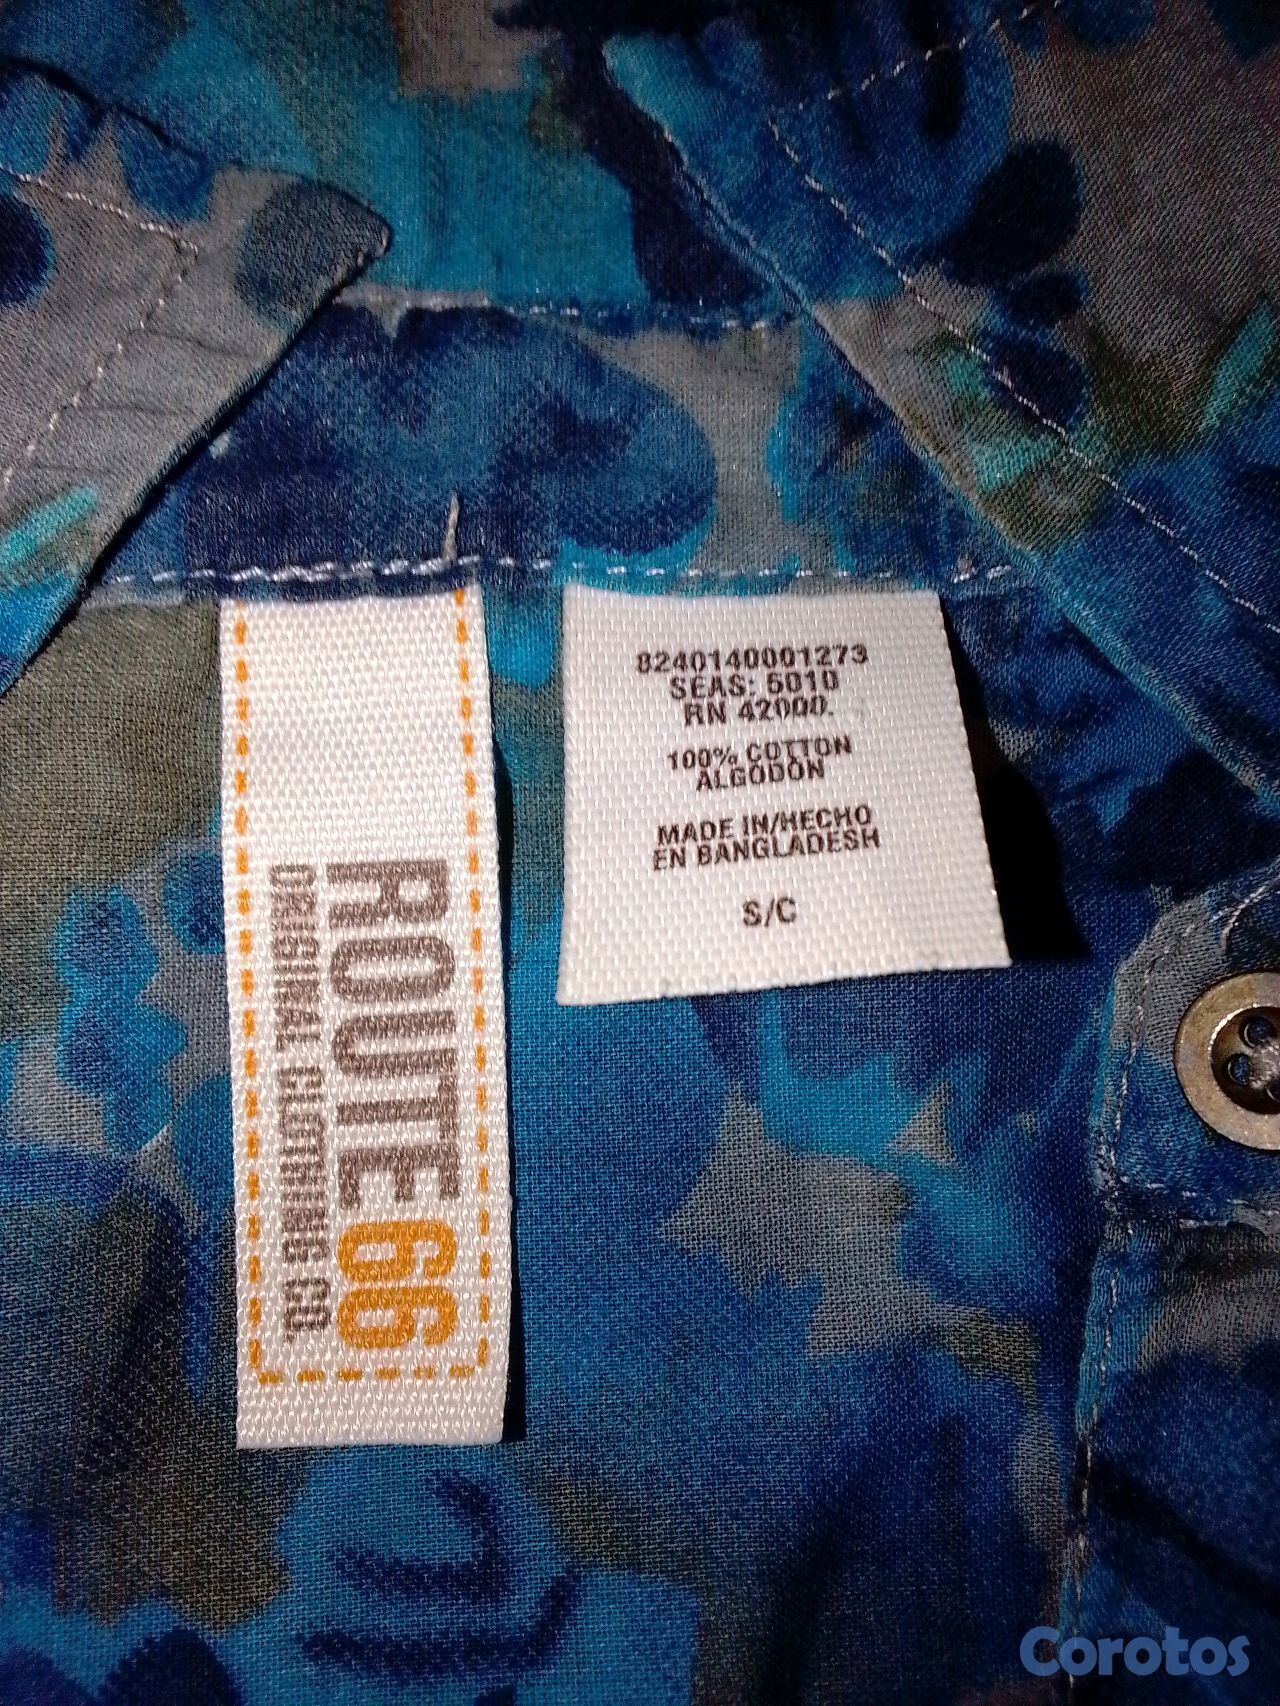 ROUTE 66
ORIGINAL CLOTHING CO.
8240140001273
SEAS: 5010
RN 42000.
100% COTTON
ALGODON
MADE IN/HECHO
EN BANGLADESH
S/C
Corotos